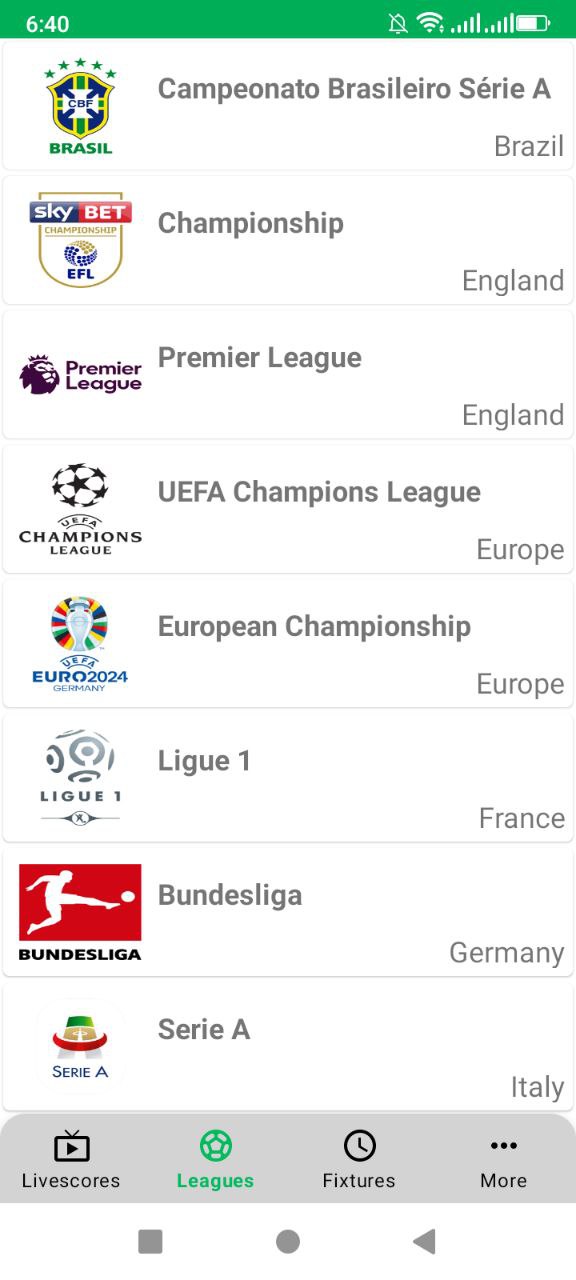 6:40
CBF
BRASIL
Campeonato Brasileiro Série A
Brazil
sky BET
CHAMPIONSHIP
EFL
Championship
England
Premier
League
Premier League
England
UEFA
CHAMPIONS
LEAGUE
UEFA Champions League
Europe
UEFA
EURO2024
GERMANY
European Championship
Europe
LIGUE 1
Ligue 1
France
BUNDESLIGA
Bundesliga
Germany
SERIE A
Serie A
Italy
Livescores
Leagues
Fixtures
More